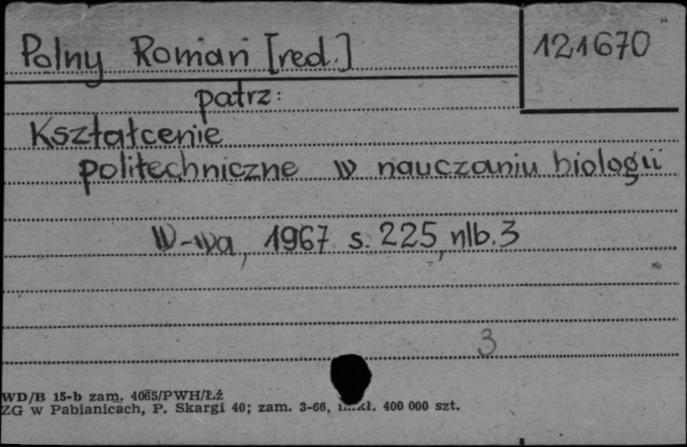 Polny Roman [red.]
121670
patrz:
Kształcenie
politechniczne w nauczaniu biologii
W-wa, 1967 s. 225, nlb. 3
3
WD/B 15-b zam. 4065/PWH/Łź
ZG w Pabianicach, P. Skargi 40; zam. 3-66, 400 000 szt.